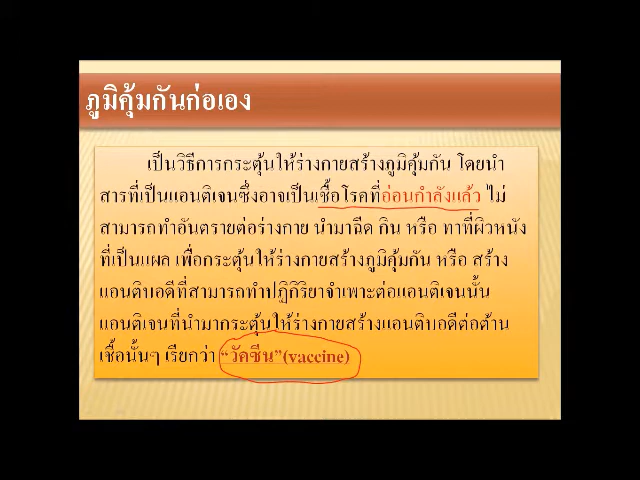 ภูมิคุ้มกันก่อเอง
เป็นวิธีการกระตุ้นให้ร่างกายสร้างภูมิคุ้มกัน โดยนำ
สารที่เป็นแอนติเจนซึ่งอาจเป็นเชื้อโรคที่อ่อนกำลังแล้ว ไม่
สามารถทำอันตรายต่อร่างกาย นำมาฉีด กิน หรือ ทาที่ผิวหนัง
ที่เป็นแผล เพื่อกระตุ้นให้ร่างกายสร้างภูมิคุ้มกัน หรือ สร้าง
แอนติบอดีที่สามารถทำปฏิกิริยาจำเพาะต่อแอนติเจนนั้น
แอนติเจนที่นำมากระตุ้นให้ร่างกายสร้างแอนติบอดีต่อต้าน
เชื้อนั้นๆ เรียกว่า “วัคซีน”(vaccine)